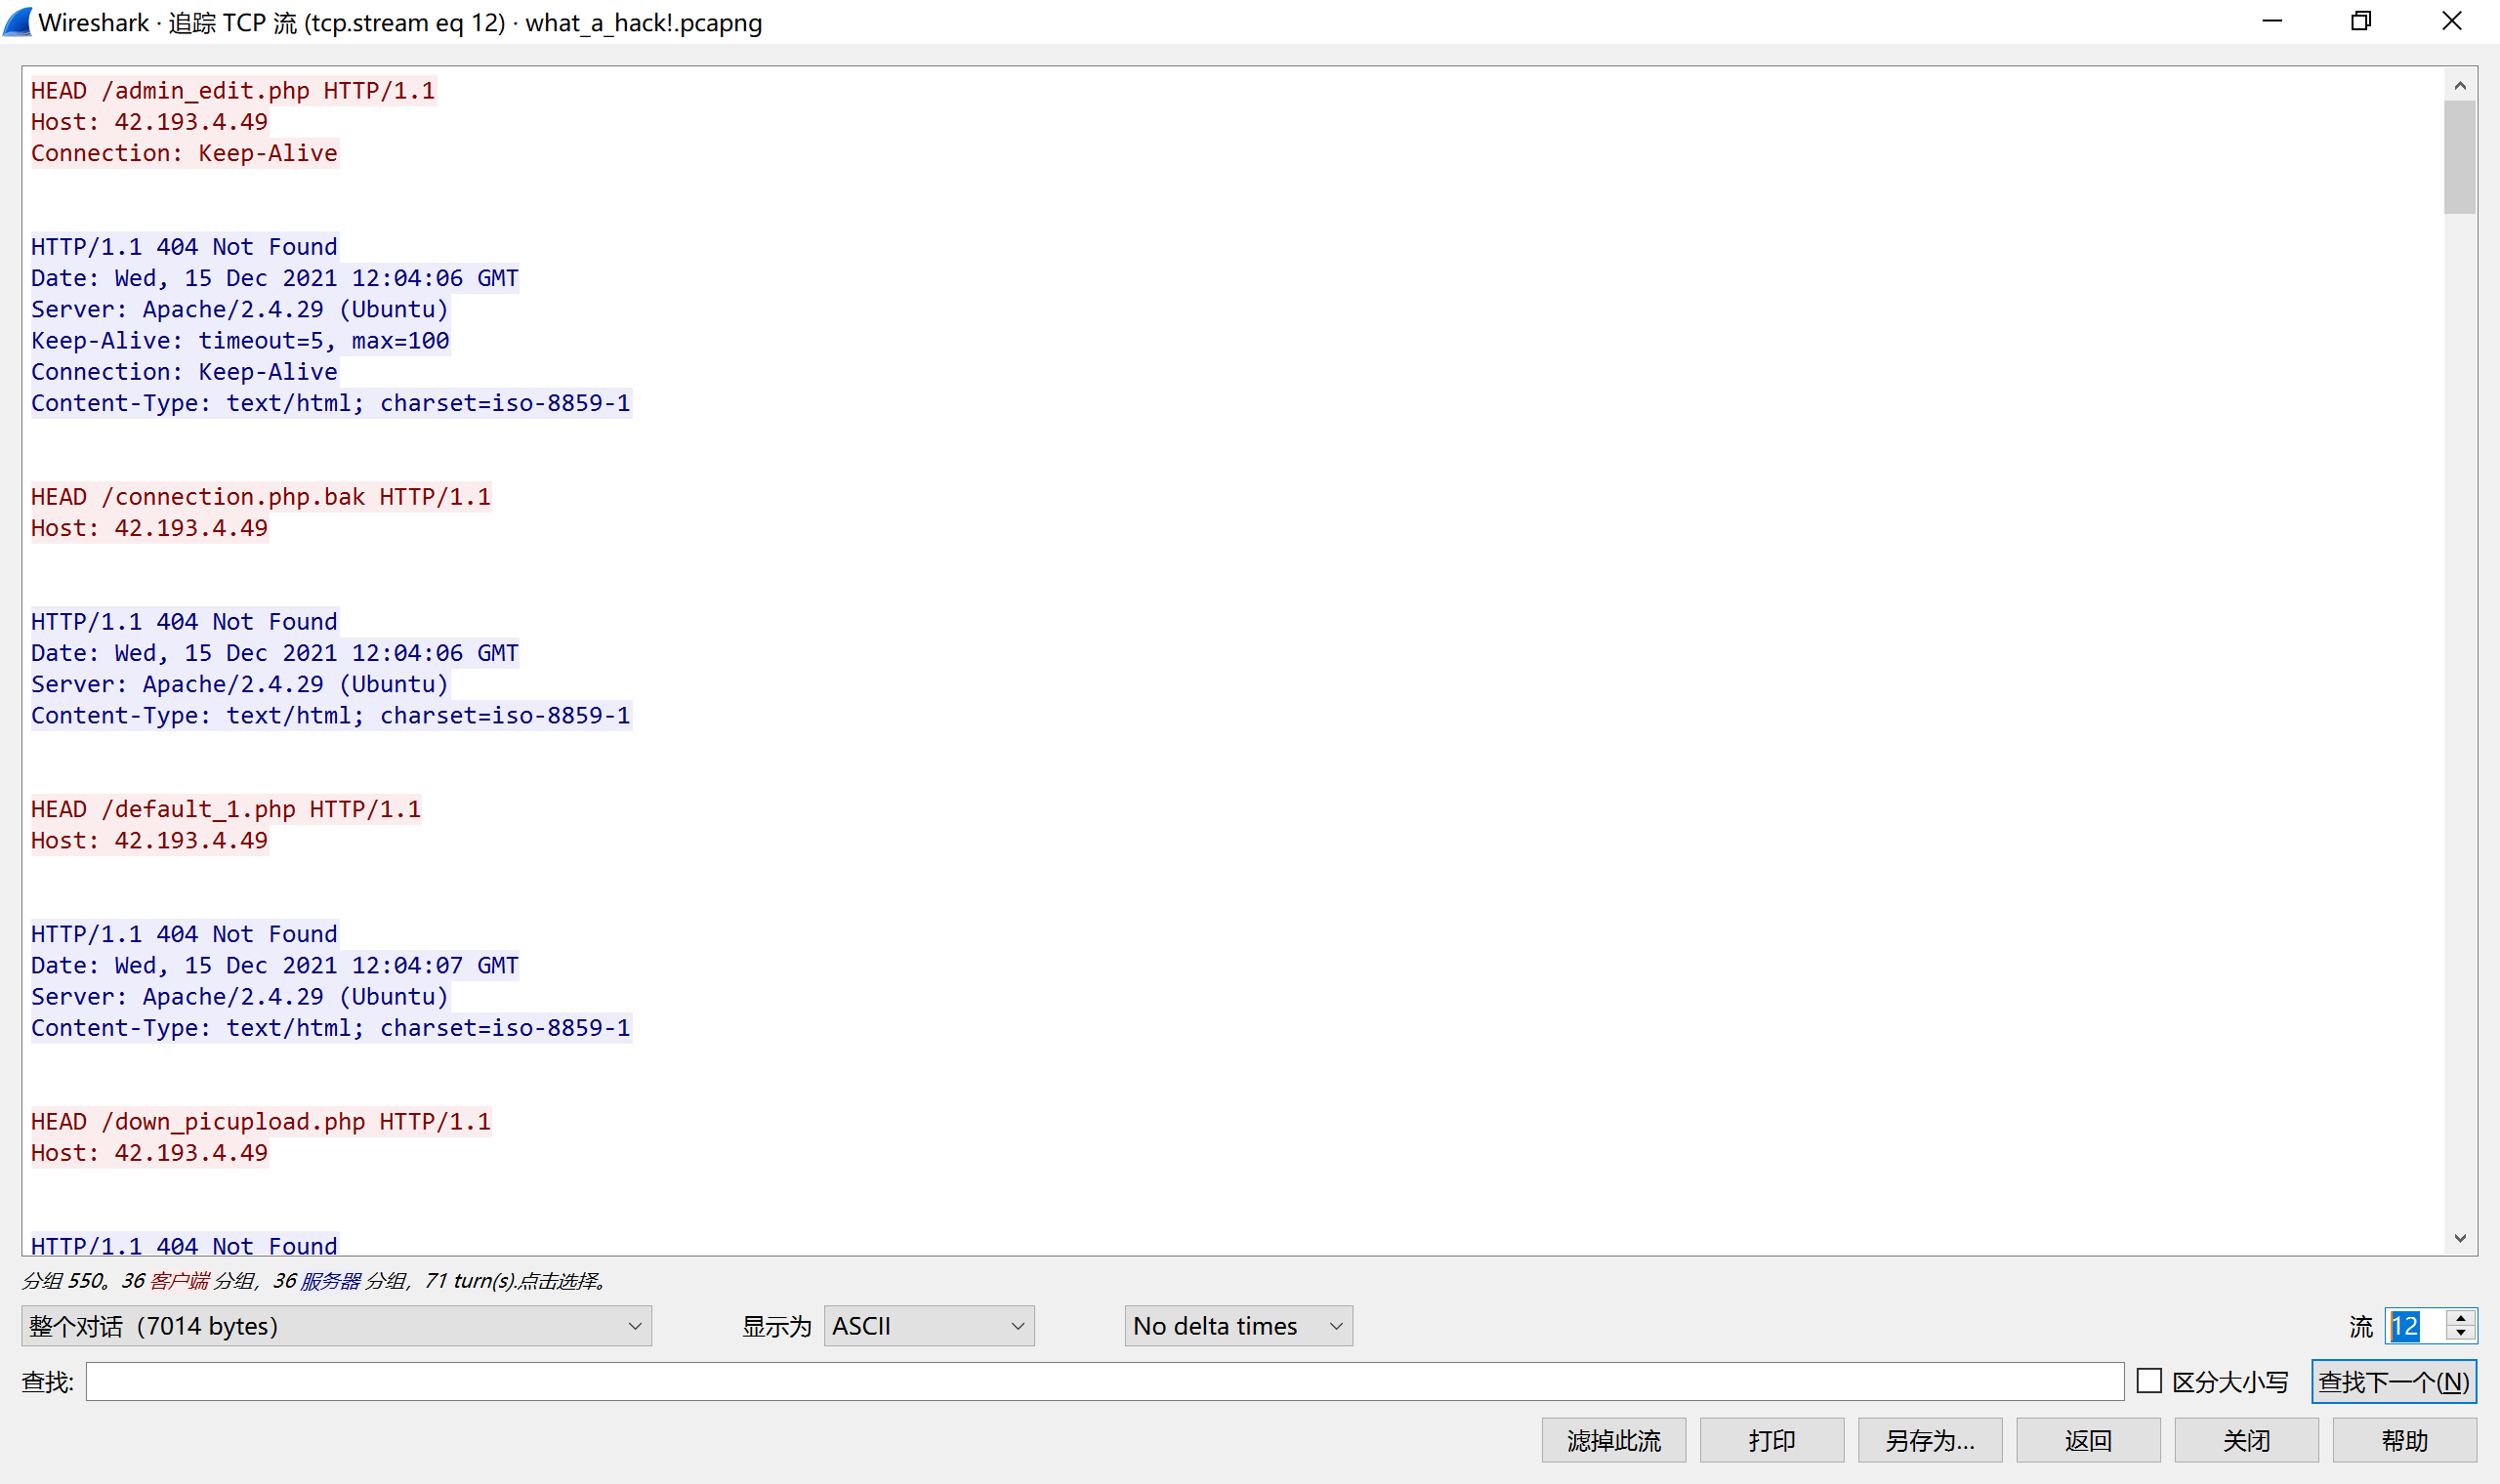 Wireshark · 追踪 TCP 流 (tcp.stream eq 12) · what_a_hack!.pcapng
HEAD /admin_edit.php HTTP/1.1
Host: 42.193.4.49
Connection: Keep-Alive
HTTP/1.1 404 Not Found
Date: Wed, 15 Dec 2021 12:04:06 GMT
Server: Apache/2.4.29 (Ubuntu)
Keep-Alive: timeout=5, max=100
Connection: Keep-Alive
Content-Type: text/html; charset=iso-8859-1
HEAD /connection.php.bak HTTP/1.1
Host: 42.193.4.49
HTTP/1.1 404 Not Found
Date: Wed, 15 Dec 2021 12:04:06 GMT
Server: Apache/2.4.29 (Ubuntu)
Content-Type: text/html; charset=iso-8859-1
HEAD /default_1.php HTTP/1.1
Host: 42.193.4.49
HTTP/1.1 404 Not Found
Date: Wed, 15 Dec 2021 12:04:07 GMT
Server: Apache/2.4.29 (Ubuntu)
Content-Type: text/html; charset=iso-8859-1
HEAD /down_picupload.php HTTP/1.1
Host: 42.193.4.49
HTTP/1.1 404 Not Found
分组 550。36 客户端 分组，36 服务器 分组，71 turn(s).点击选择。
整个对话（7014 bytes） 显示为 ASCII No delta times 流 12
查找: 区分大小写 查找下一个(N)
滤掉此流 打印 另存为… 返回 关闭 帮助